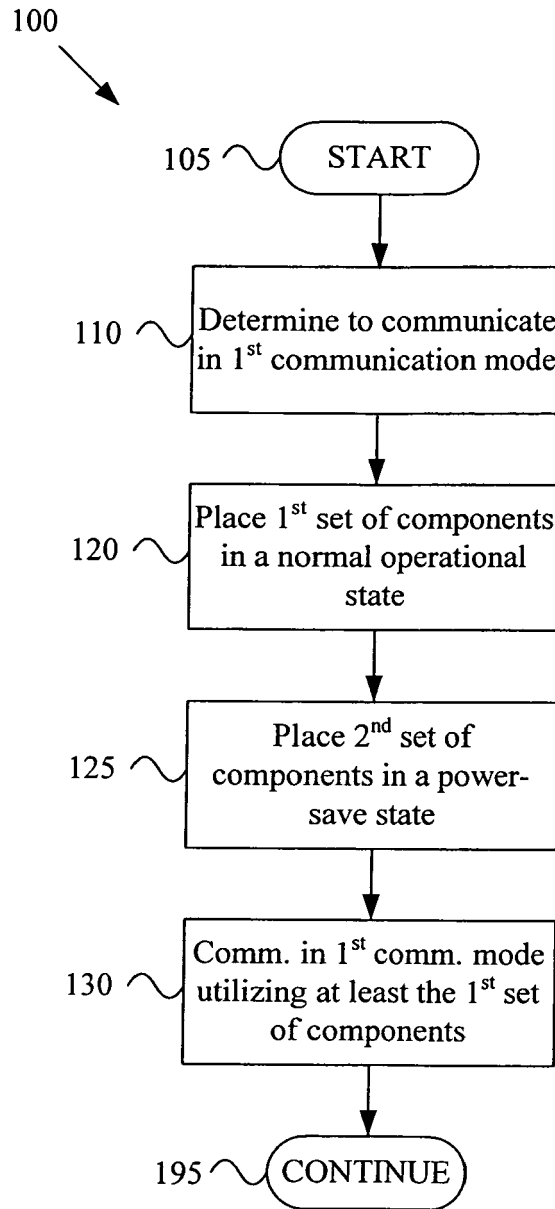 100
105
START
110
Determine to communicate
in 1st communication mode
120
Place 1st set of components
in a normal operational
state
125
Place 2nd set of
components in a power-
save state
130
Comm. in 1st comm. mode
utilizing at least the 1st set
of components
195
CONTINUE